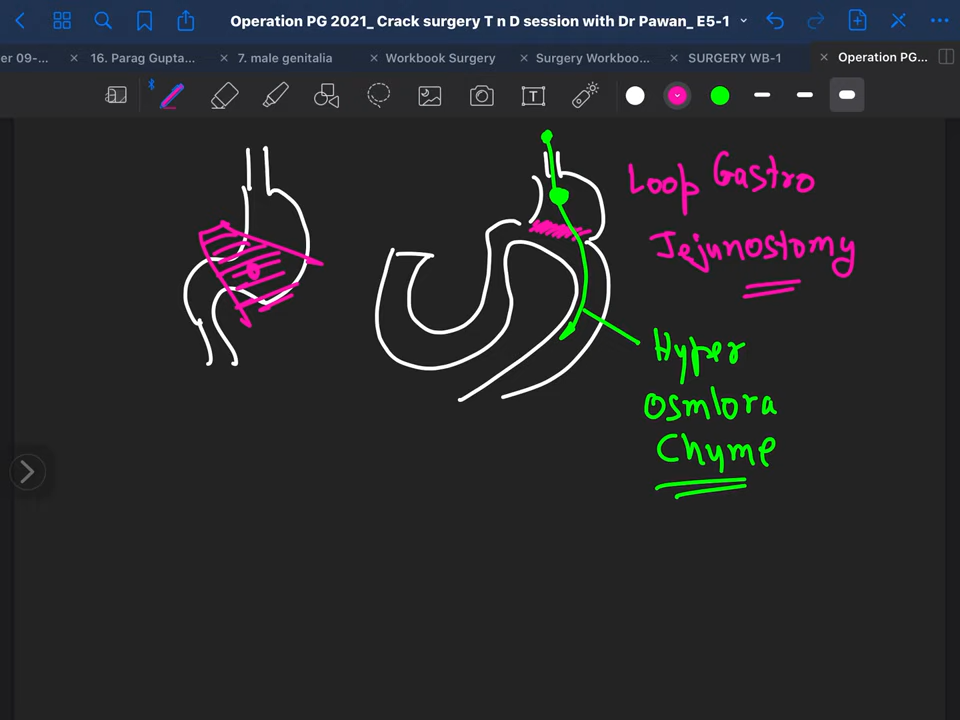 Operation PG 2021_ Crack surgery T n D session with Dr Pawan_ E5-1
er 09-...
16. Parag Gupta...
7. male genitalia
Workbook Surgery
Surgery Workboo...
SURGERY WB-1
Operation PG...
T
Loop Gastro
Jejunostomy
Hyper
Osmlora
Chyme